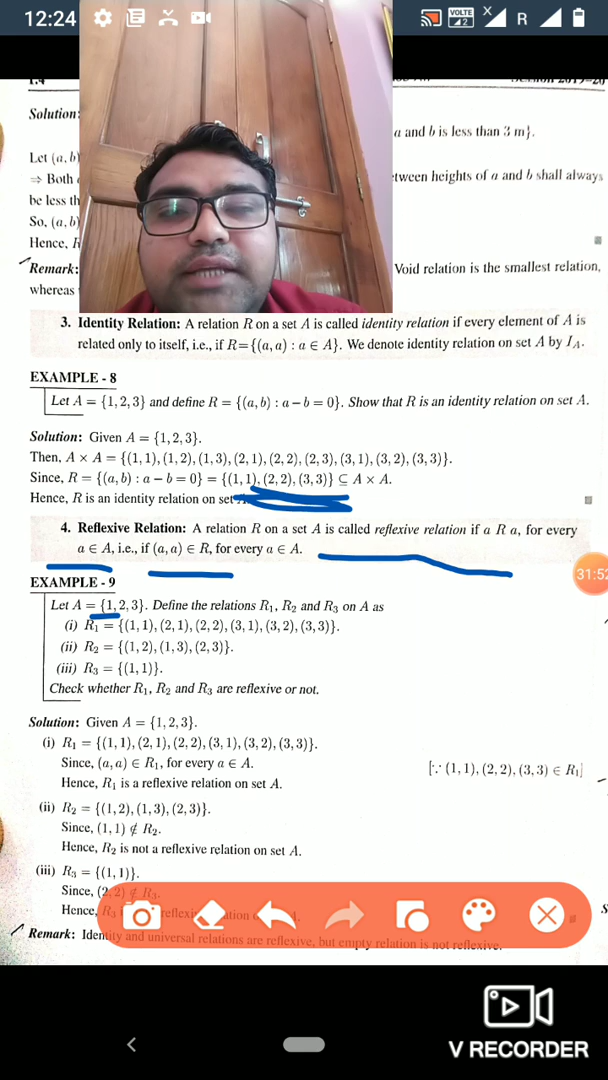 12:24 VOLTE 2 X R
1.4
Solution:
a and b is less than 3 m}.
Let (a, b)
⇒ Both tween heights of a and b shall always
be less th
So, (a, b)
Hence, R
Remark: Void relation is the smallest relation,
whereas
3. Identity Relation: A relation R on a set A is called identity relation if every element of A is
related only to itself, i.e., if R = {(a, a) : a ∈ A}. We denote identity relation on set A by I_A.
EXAMPLE - 8
Let A = {1, 2, 3} and define R = {(a, b) : a − b = 0}. Show that R is an identity relation on set A.
Solution: Given A = {1, 2, 3}.
Then, A × A = {(1, 1), (1, 2), (1, 3), (2, 1), (2, 2), (2, 3), (3, 1), (3, 2), (3, 3)}.
Since, R = {(a, b) : a − b = 0} = {(1, 1), (2, 2), (3, 3)} ⊆ A × A.
Hence, R is an identity relation on set
4. Reflexive Relation: A relation R on a set A is called reflexive relation if a R a, for every
a ∈ A, i.e., if (a, a) ∈ R, for every a ∈ A.
31:52
EXAMPLE - 9
Let A = {1, 2, 3}. Define the relations R₁, R₂ and R₃ on A as
(i) R₁ = {(1, 1), (2, 1), (2, 2), (3, 1), (3, 2), (3, 3)}.
(ii) R₂ = {(1, 2), (1, 3), (2, 3)}.
(iii) R₃ = {(1, 1)}.
Check whether R₁, R₂ and R₃ are reflexive or not.
Solution: Given A = {1, 2, 3}.
(i) R₁ = {(1, 1), (2, 1), (2, 2), (3, 1), (3, 2), (3, 3)}.
Since, (a, a) ∈ R₁, for every a ∈ A. [∵ (1, 1), (2, 2), (3, 3) ∈ R₁]
Hence, R₁ is a reflexive relation on set A.
(ii) R₂ = {(1, 2), (1, 3), (2, 3)}.
Since, (1, 1) ∉ R₂.
Hence, R₂ is not a reflexive relation on set A.
(iii) R₃ = {(1, 1)}.
Since, (2, 2) ∉ R₃.
Hence, R₃ reflexi ation
Remark: Identity and universal relations are reflexive, but empty relation is not reflexive.
V RECORDER